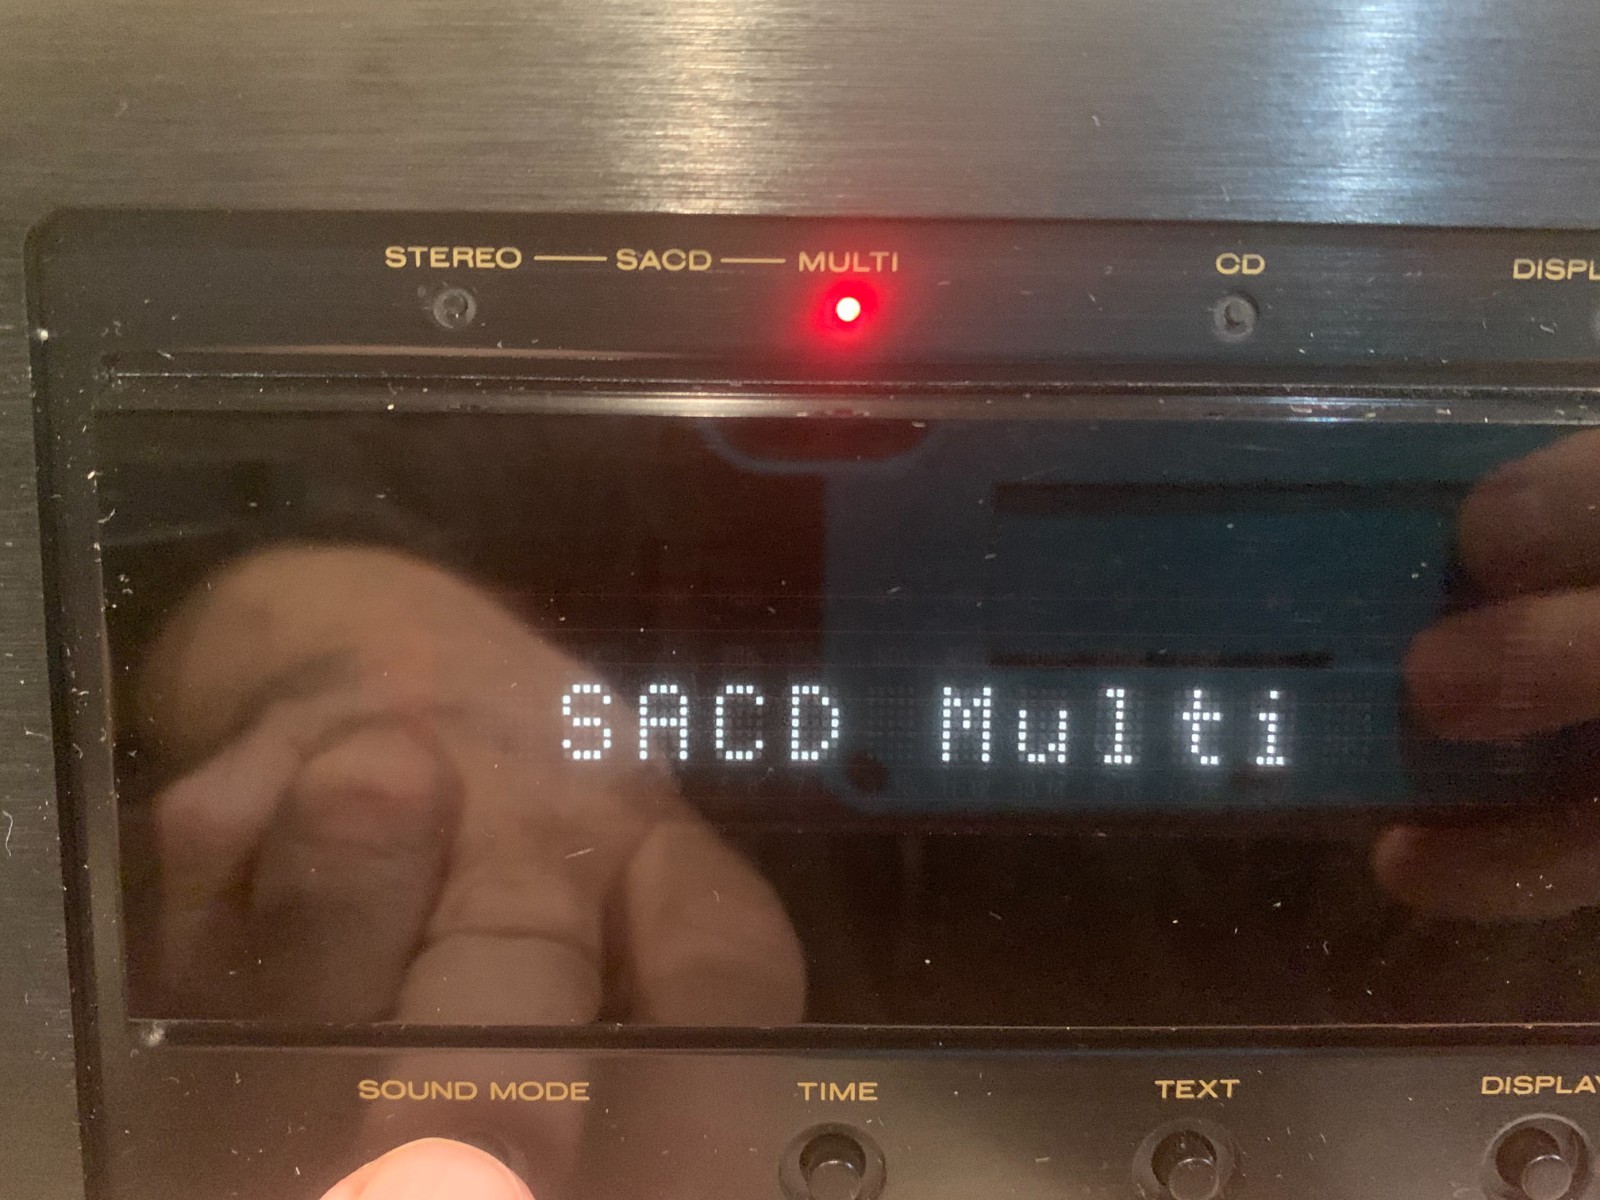 STEREO — SACD — MULTI CD DISPL
SACD Multi
SOUND MODE TIME TEXT DISPLAY